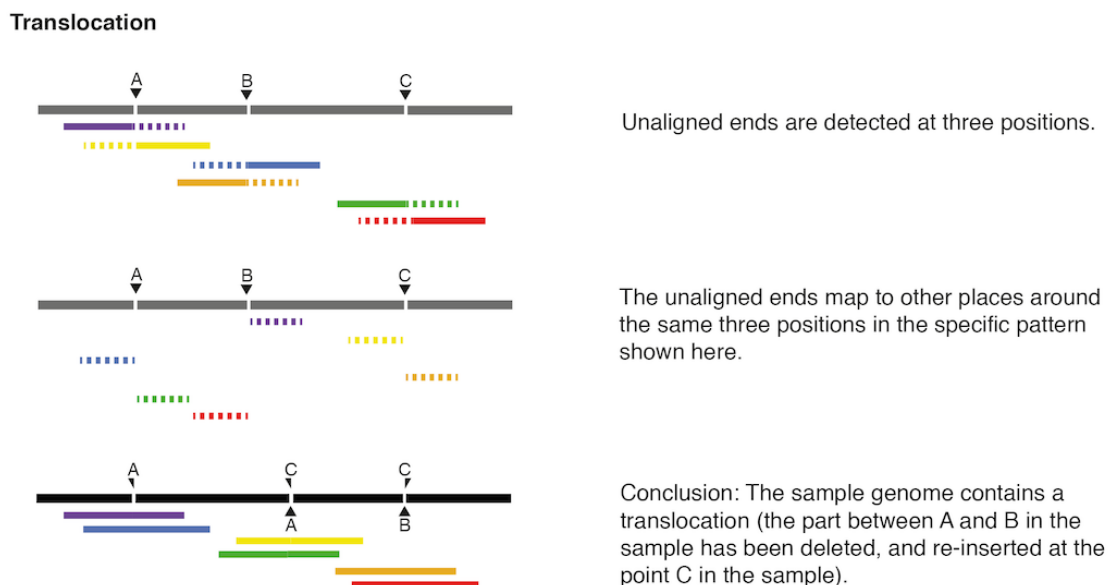 Translocation
A B C
Unaligned ends are detected at three positions.
A B C
The unaligned ends map to other places around
the same three positions in the specific pattern
shown here.
A C C
A B
Conclusion: The sample genome contains a
translocation (the part between A and B in the
sample has been deleted, and re-inserted at the
point C in the sample).